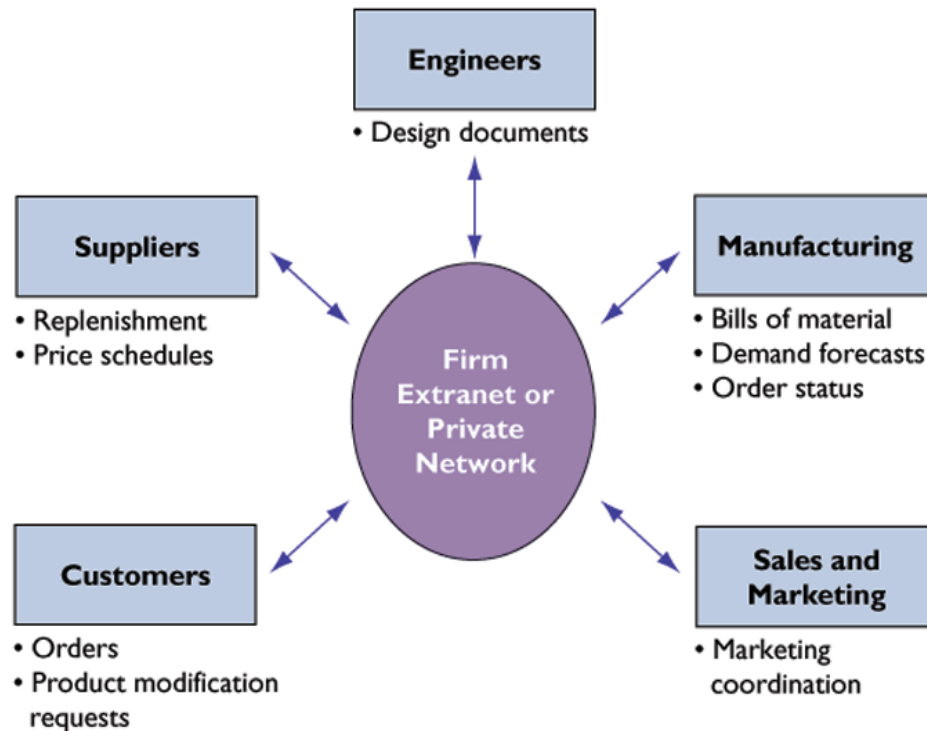 Engineers
• Design documents
Suppliers
• Replenishment
• Price schedules
Manufacturing
• Bills of material
• Demand forecasts
• Order status
Firm
Extranet or
Private
Network
Customers
• Orders
• Product modification
requests
Sales and
Marketing
• Marketing
coordination